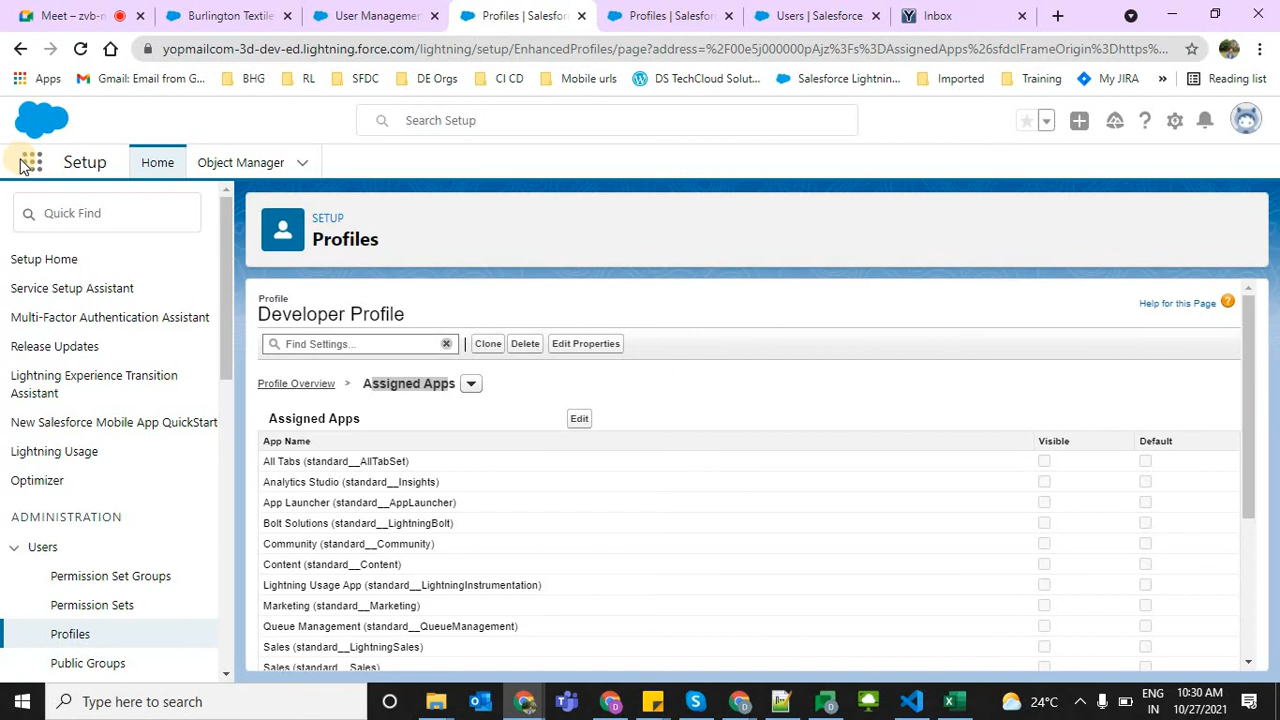 Meet – zvb-n
Burlington Textile
User Management
Profiles | Salesforc
Profiles | Salesfor
Users | Salesforce
Inbox
yopmailcom-3d-dev-ed.lightning.force.com/lightning/setup/EnhancedProfiles/page?address=%2F00e5j000000pAjz%3Fs%3DAssignedApps%26sfdcIFrameOrigin%3Dhttps%...
Apps
Gmail: Email from G...
BHG
RL
SFDC
DE Orgs
CI CD
Mobile urls
DS TechCloud Solut...
Salesforce Lightnin...
Imported
Training
My JIRA
»
Reading list
Search Setup
Setup
Home
Object Manager
Quick Find
Setup Home
Service Setup Assistant
Multi-Factor Authentication Assistant
Release Updates
Lightning Experience Transition
Assistant
New Salesforce Mobile App QuickStart
Lightning Usage
Optimizer
ADMINISTRATION
Users
Permission Set Groups
Permission Sets
Profiles
Public Groups
SETUP
Profiles
Profile
Developer Profile
Help for this Page ?
Find Settings...
Clone
Delete
Edit Properties
Profile Overview > Assigned Apps
Assigned Apps
Edit
App Name Visible Default
All Tabs (standard__AllTabSet)
Analytics Studio (standard__Insights)
App Launcher (standard__AppLauncher)
Bolt Solutions (standard__LightningBolt)
Community (standard__Community)
Content (standard__Content)
Lightning Usage App (standard__LightningInstrumentation)
Marketing (standard__Marketing)
Queue Management (standard__QueueManagement)
Sales (standard__LightningSales)
Sales (standard__Sales)
Type here to search
24°C
ENG
IN
10:30 AM
10/27/2021